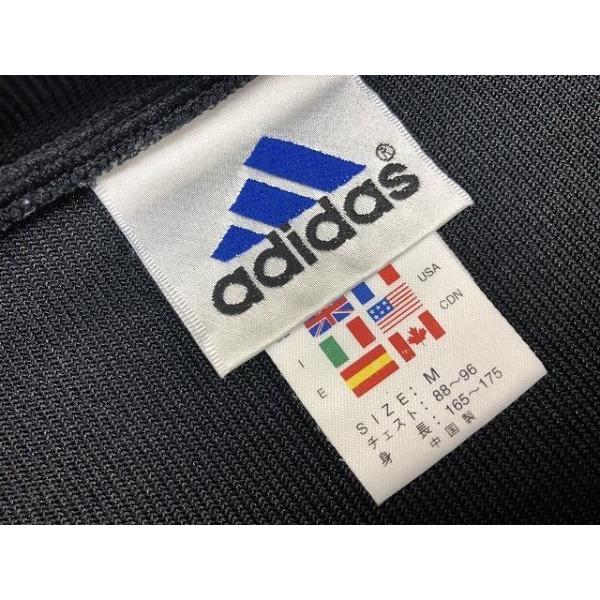 adidas®
USA
CDN
I
E
SIZE: M
チェスト: 88～96
身 長: 165～175
中国製